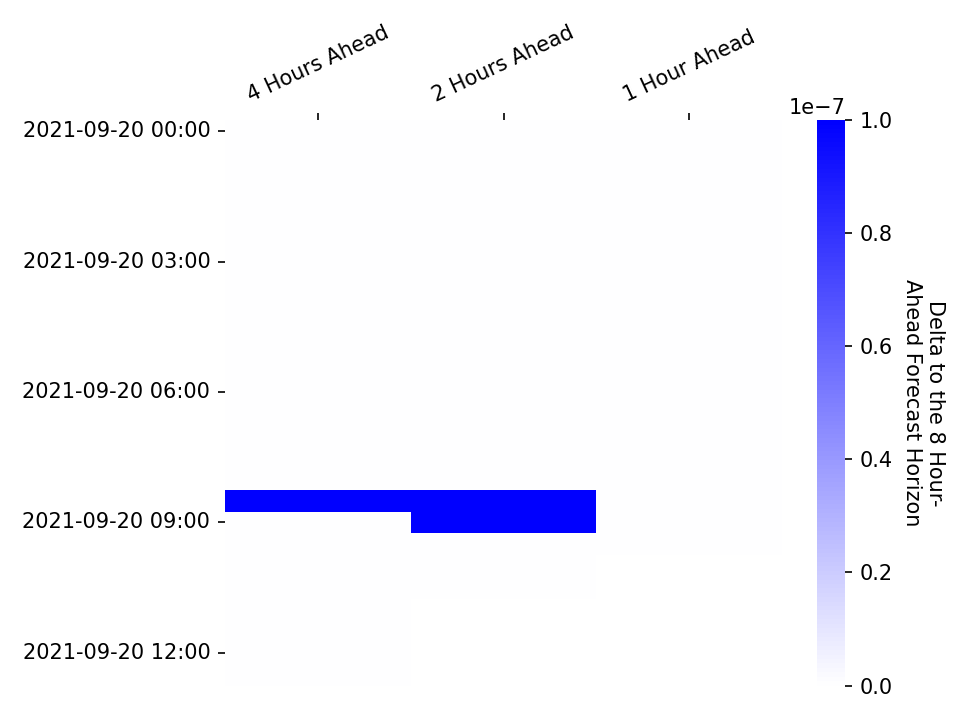 4 Hours Ahead
2 Hours Ahead
1 Hour Ahead
1e−7
2021-09-20 00:00
2021-09-20 03:00
2021-09-20 06:00
2021-09-20 09:00
2021-09-20 12:00
1.0
0.8
0.6
0.4
0.2
0.0
Delta to the 8 Hour-
Ahead Forecast Horizon